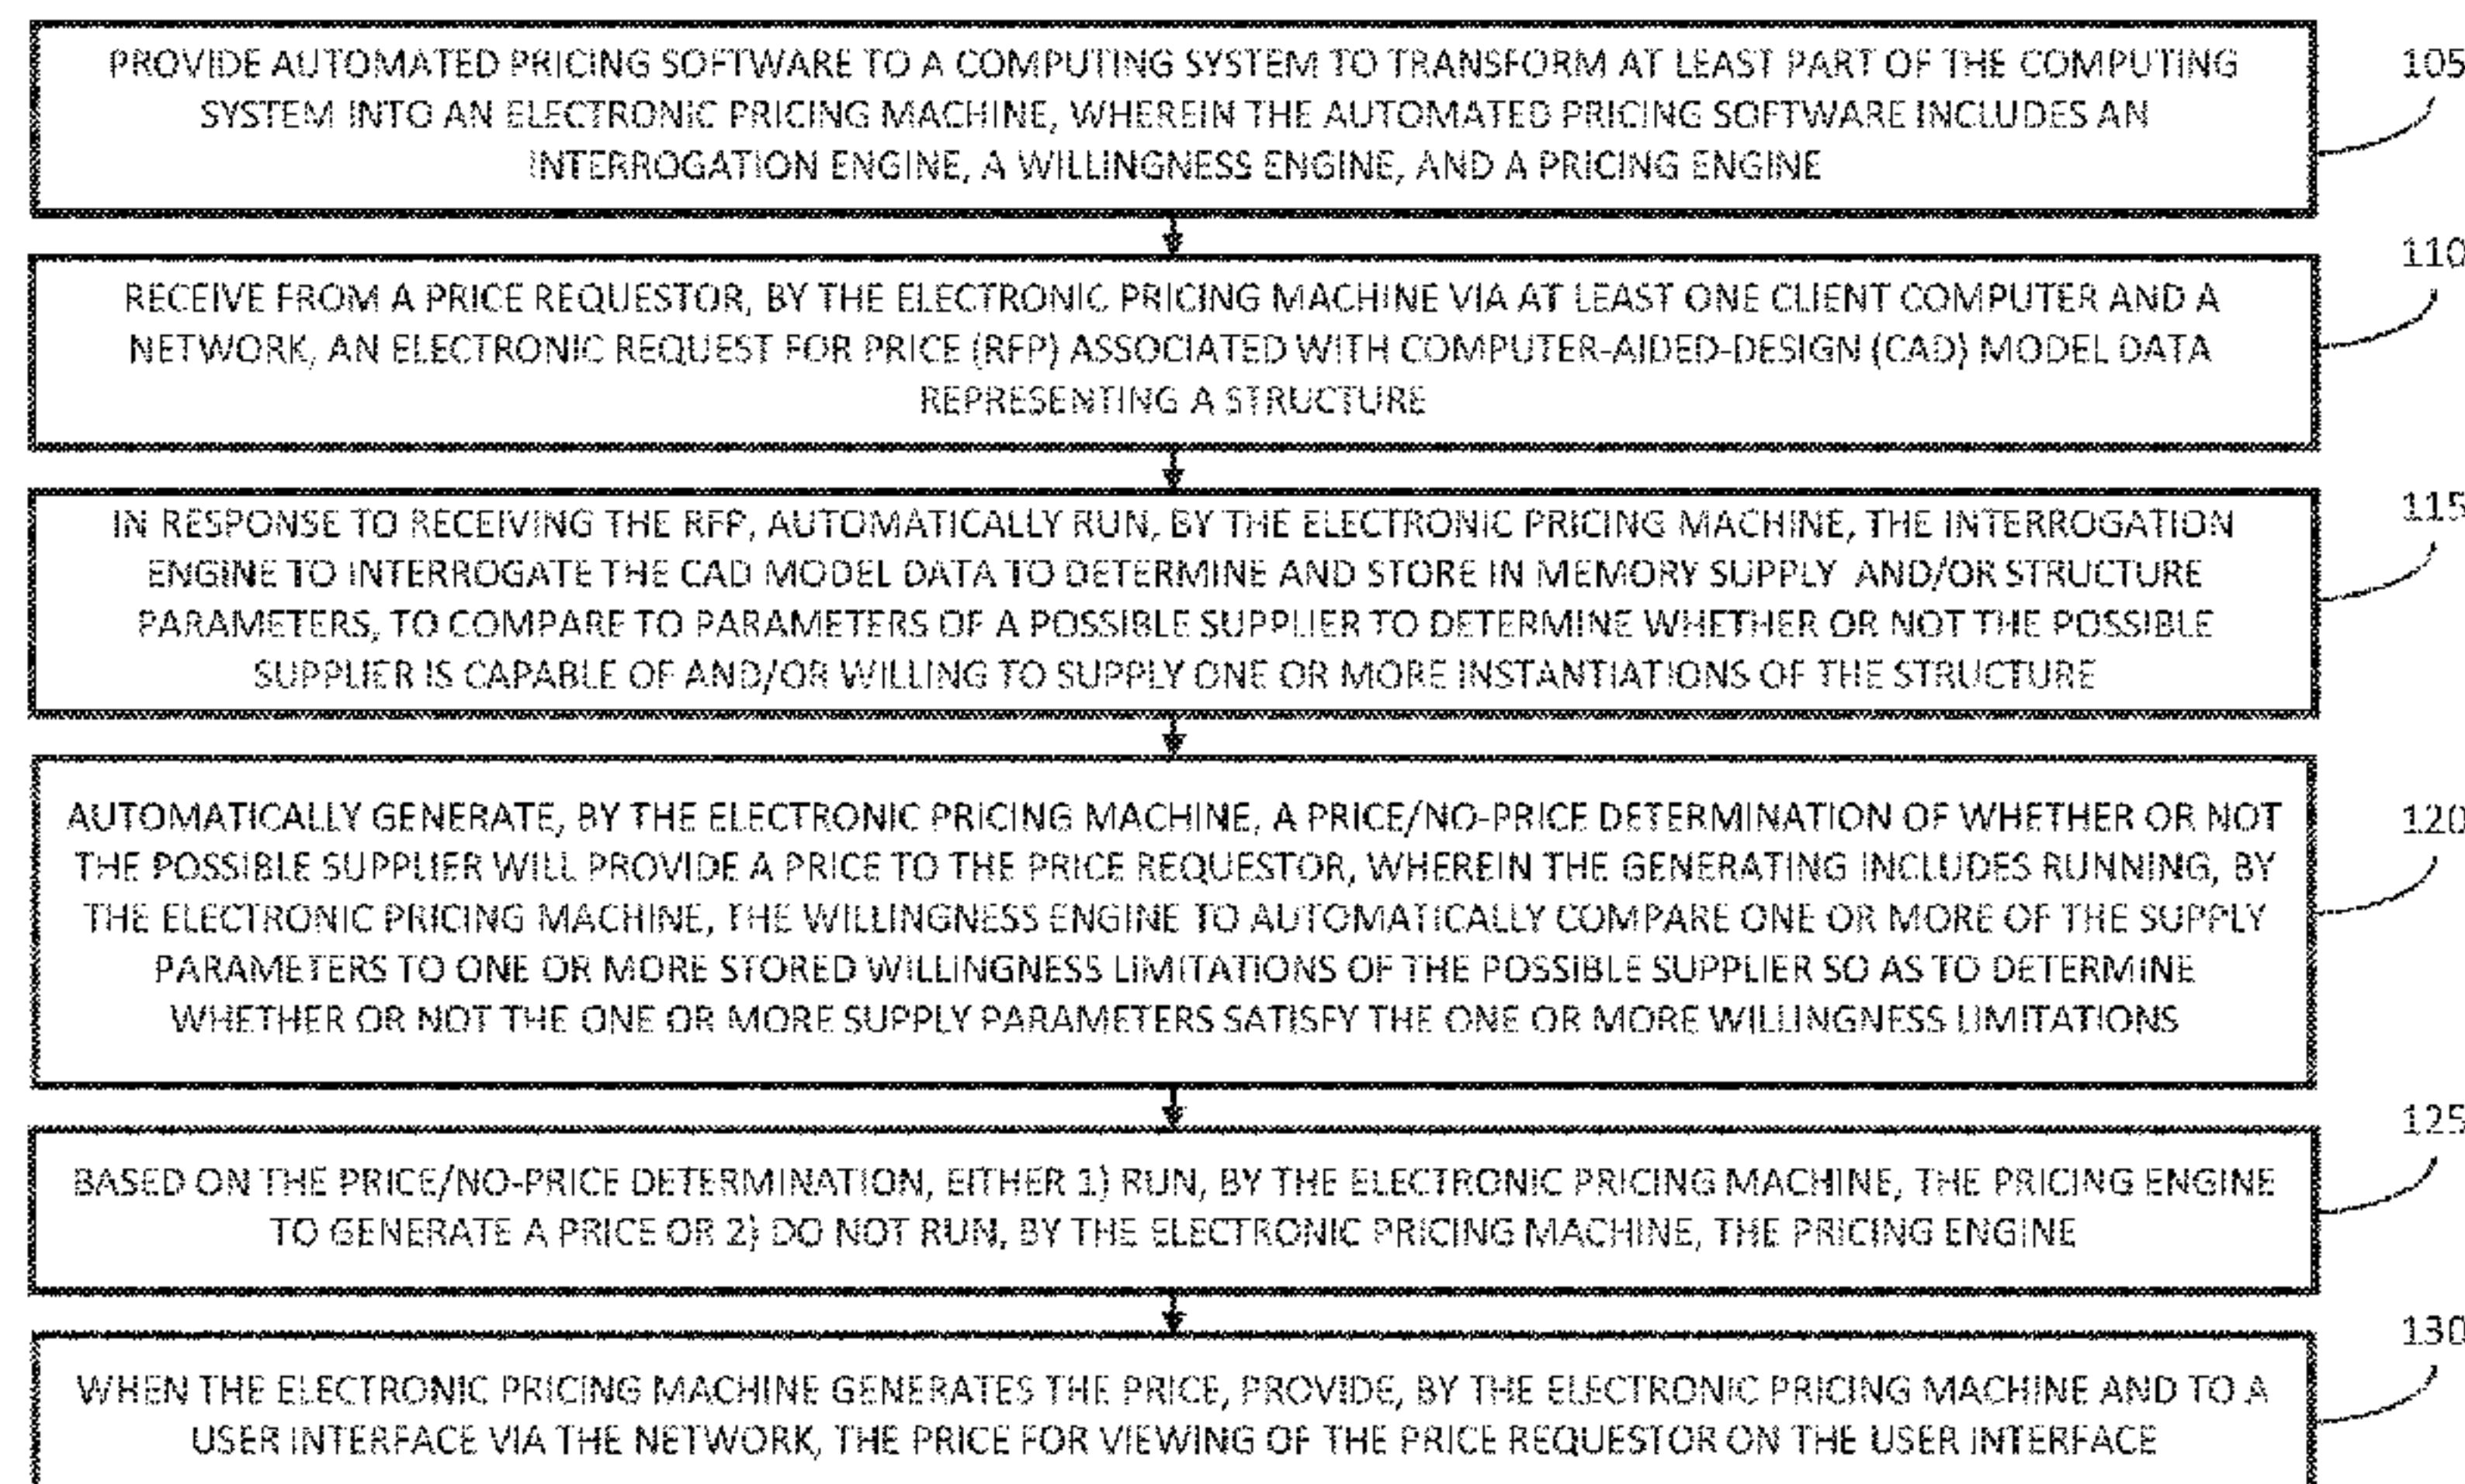 PROVIDE AUTOMATED PRICING SOFTWARE TO A COMPUTING SYSTEM TO TRANSFORM AT LEAST PART OF THE COMPUTING
SYSTEM INTO AN ELECTRONIC PRICING MACHINE, WHEREIN THE AUTOMATED PRICING SOFTWARE INCLUDES AN
INTERROGATION ENGINE, A WILLINGNESS ENGINE, AND A PRICING ENGINE
105
RECEIVE FROM A PRICE REQUESTOR, BY THE ELECTRONIC PRICING MACHINE VIA AT LEAST ONE CLIENT COMPUTER AND A
NETWORK, AN ELECTRONIC REQUEST FOR PRICE (RFP) ASSOCIATED WITH COMPUTER-AIDED-DESIGN (CAD) MODEL DATA
REPRESENTING A STRUCTURE
110
IN RESPONSE TO RECEIVING THE RFP, AUTOMATICALLY RUN, BY THE ELECTRONIC PRICING MACHINE, THE INTERROGATION
ENGINE TO INTERROGATE THE CAD MODEL DATA TO DETERMINE AND STORE IN MEMORY SUPPLY AND/OR STRUCTURE
PARAMETERS, TO COMPARE TO PARAMETERS OF A POSSIBLE SUPPLIER TO DETERMINE WHETHER OR NOT THE POSSIBLE
SUPPLIER IS CAPABLE OF AND/OR WILLING TO SUPPLY ONE OR MORE INSTANTIATIONS OF THE STRUCTURE
115
AUTOMATICALLY GENERATE, BY THE ELECTRONIC PRICING MACHINE, A PRICE/NO-PRICE DETERMINATION OF WHETHER OR NOT
THE POSSIBLE SUPPLIER WILL PROVIDE A PRICE TO THE PRICE REQUESTOR, WHEREIN THE GENERATING INCLUDES RUNNING, BY
THE ELECTRONIC PRICING MACHINE, THE WILLINGNESS ENGINE TO AUTOMATICALLY COMPARE ONE OR MORE OF THE SUPPLY
PARAMETERS TO ONE OR MORE STORED WILLINGNESS LIMITATIONS OF THE POSSIBLE SUPPLIER SO AS TO DETERMINE
WHETHER OR NOT THE ONE OR MORE SUPPLY PARAMETERS SATISFY THE ONE OR MORE WILLINGNESS LIMITATIONS
120
BASED ON THE PRICE/NO-PRICE DETERMINATION, EITHER 1) RUN, BY THE ELECTRONIC PRICING MACHINE, THE PRICING ENGINE
TO GENERATE A PRICE OR 2) DO NOT RUN, BY THE ELECTRONIC PRICING MACHINE, THE PRICING ENGINE
125
WHEN THE ELECTRONIC PRICING MACHINE GENERATES THE PRICE, PROVIDE, BY THE ELECTRONIC PRICING MACHINE AND TO A
USER INTERFACE VIA THE NETWORK, THE PRICE FOR VIEWING OF THE PRICE REQUESTOR ON THE USER INTERFACE
130